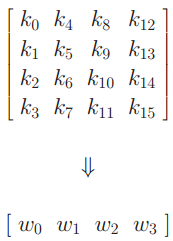 k₀ k₄ k₈ k₁₂
k₁ k₅ k₉ k₁₃
k₂ k₆ k₁₀ k₁₄
k₃ k₇ k₁₁ k₁₅
⇓
[ w₀ w₁ w₂ w₃ ]